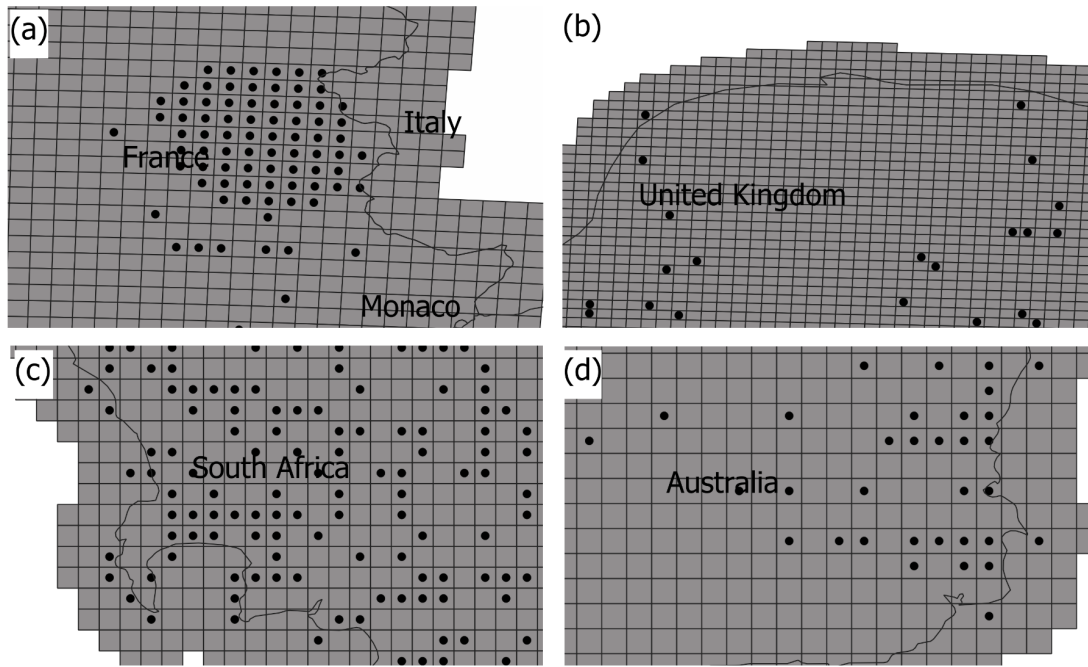 (a)
(b)
Italy
France
United Kingdom
Monaco
(c)
(d)
South Africa
Australia